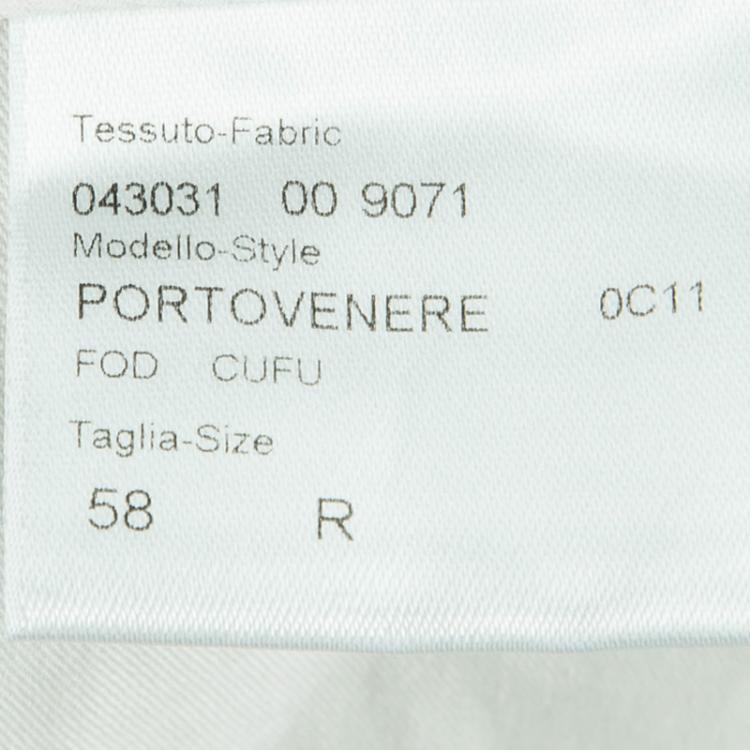 Tessuto-Fabric
043031 00 9071
Modello-Style
PORTOVENERE 0C11
FOD CUFU
Taglia-Size
58 R